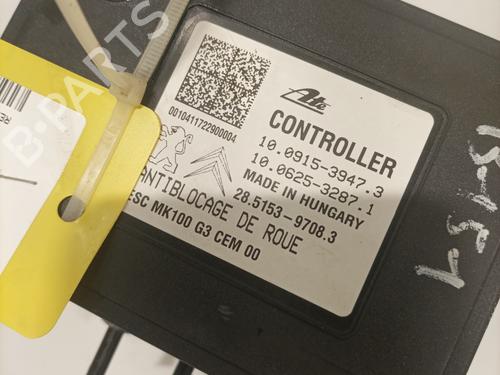 Ate
CONTROLLER
0010411722900004
10.0915-3947.3
10.0625-3287.1
MADE IN HUNGARY
28.5153-9708.3
ANTIBLOCAGE DE ROUE
ESC MK100 G3 CEM 00
B-PARTS